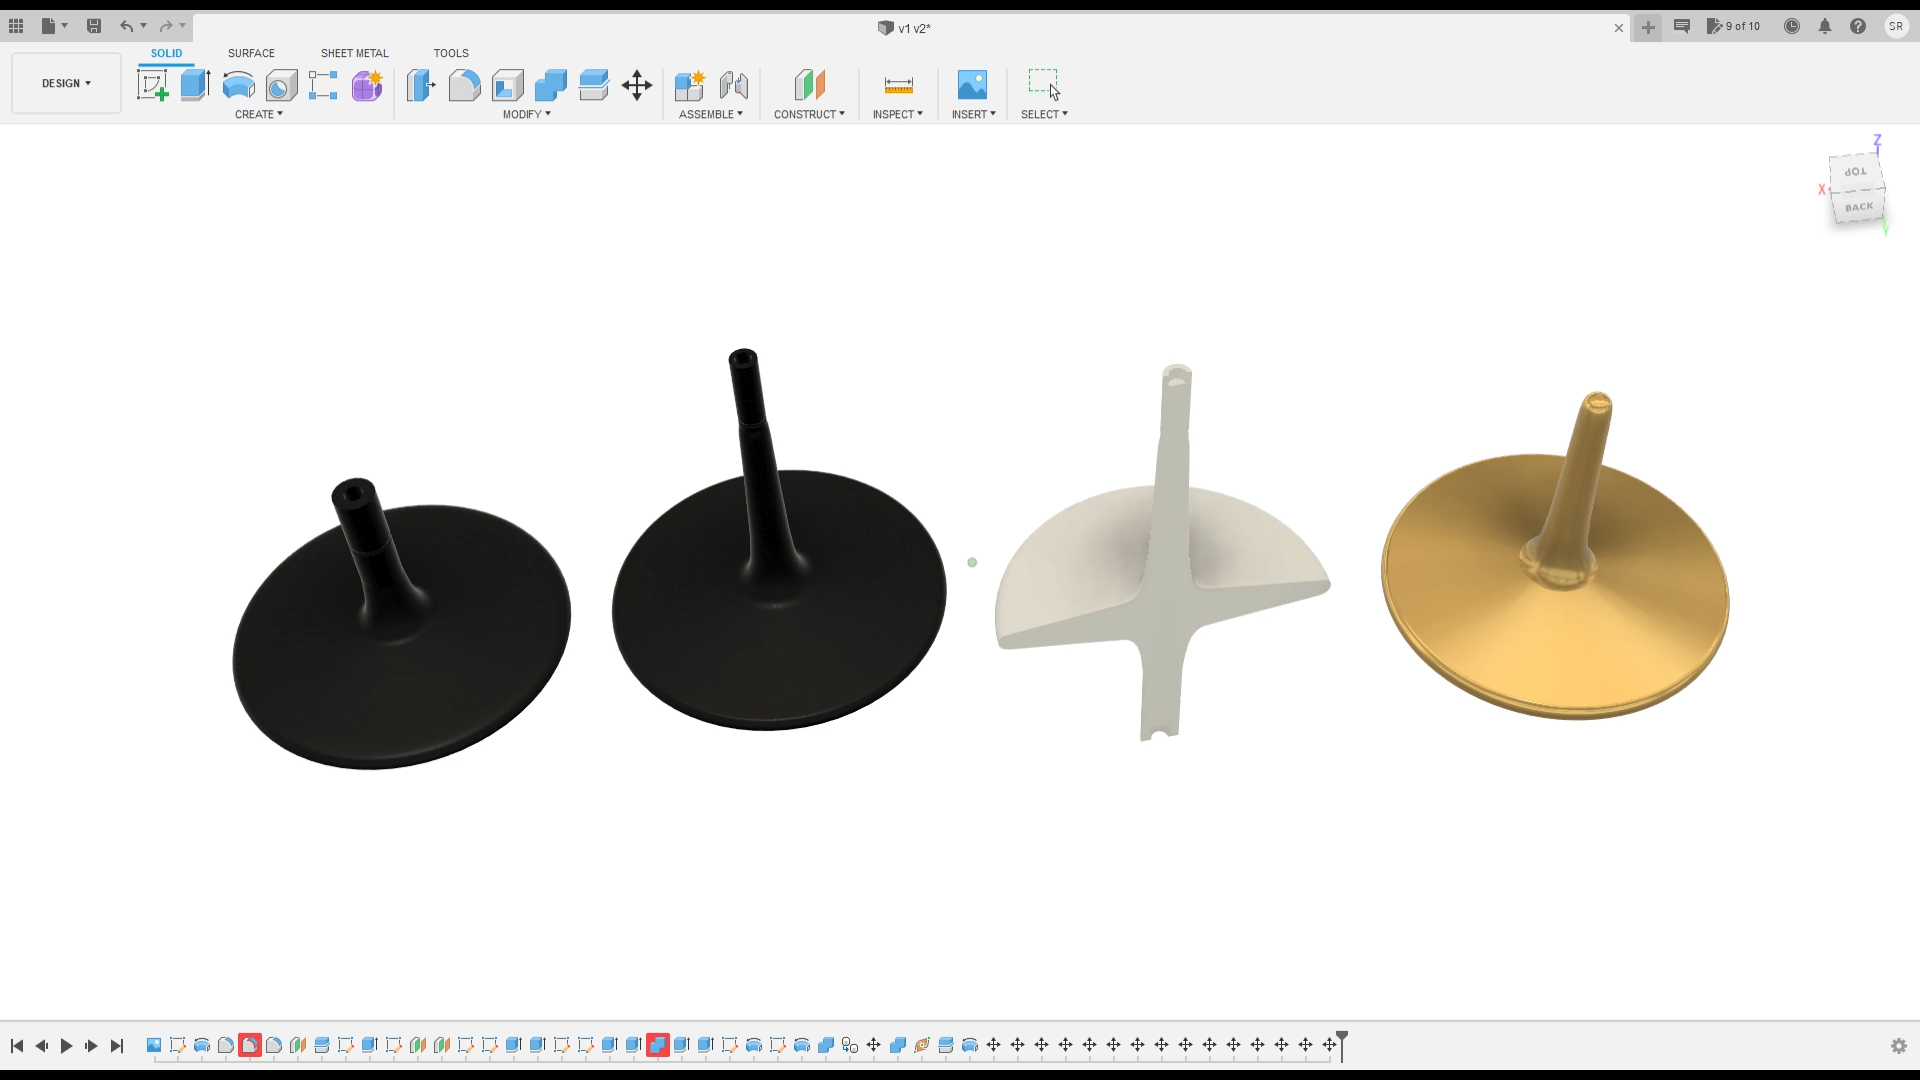 v1 v2*
9 of 10
SR
SOLID
SURFACE
SHEET METAL
TOOLS
DESIGN
CREATE
MODIFY
ASSEMBLE
CONSTRUCT
INSPECT
INSERT
SELECT
Z
TOP
X
BACK
Y